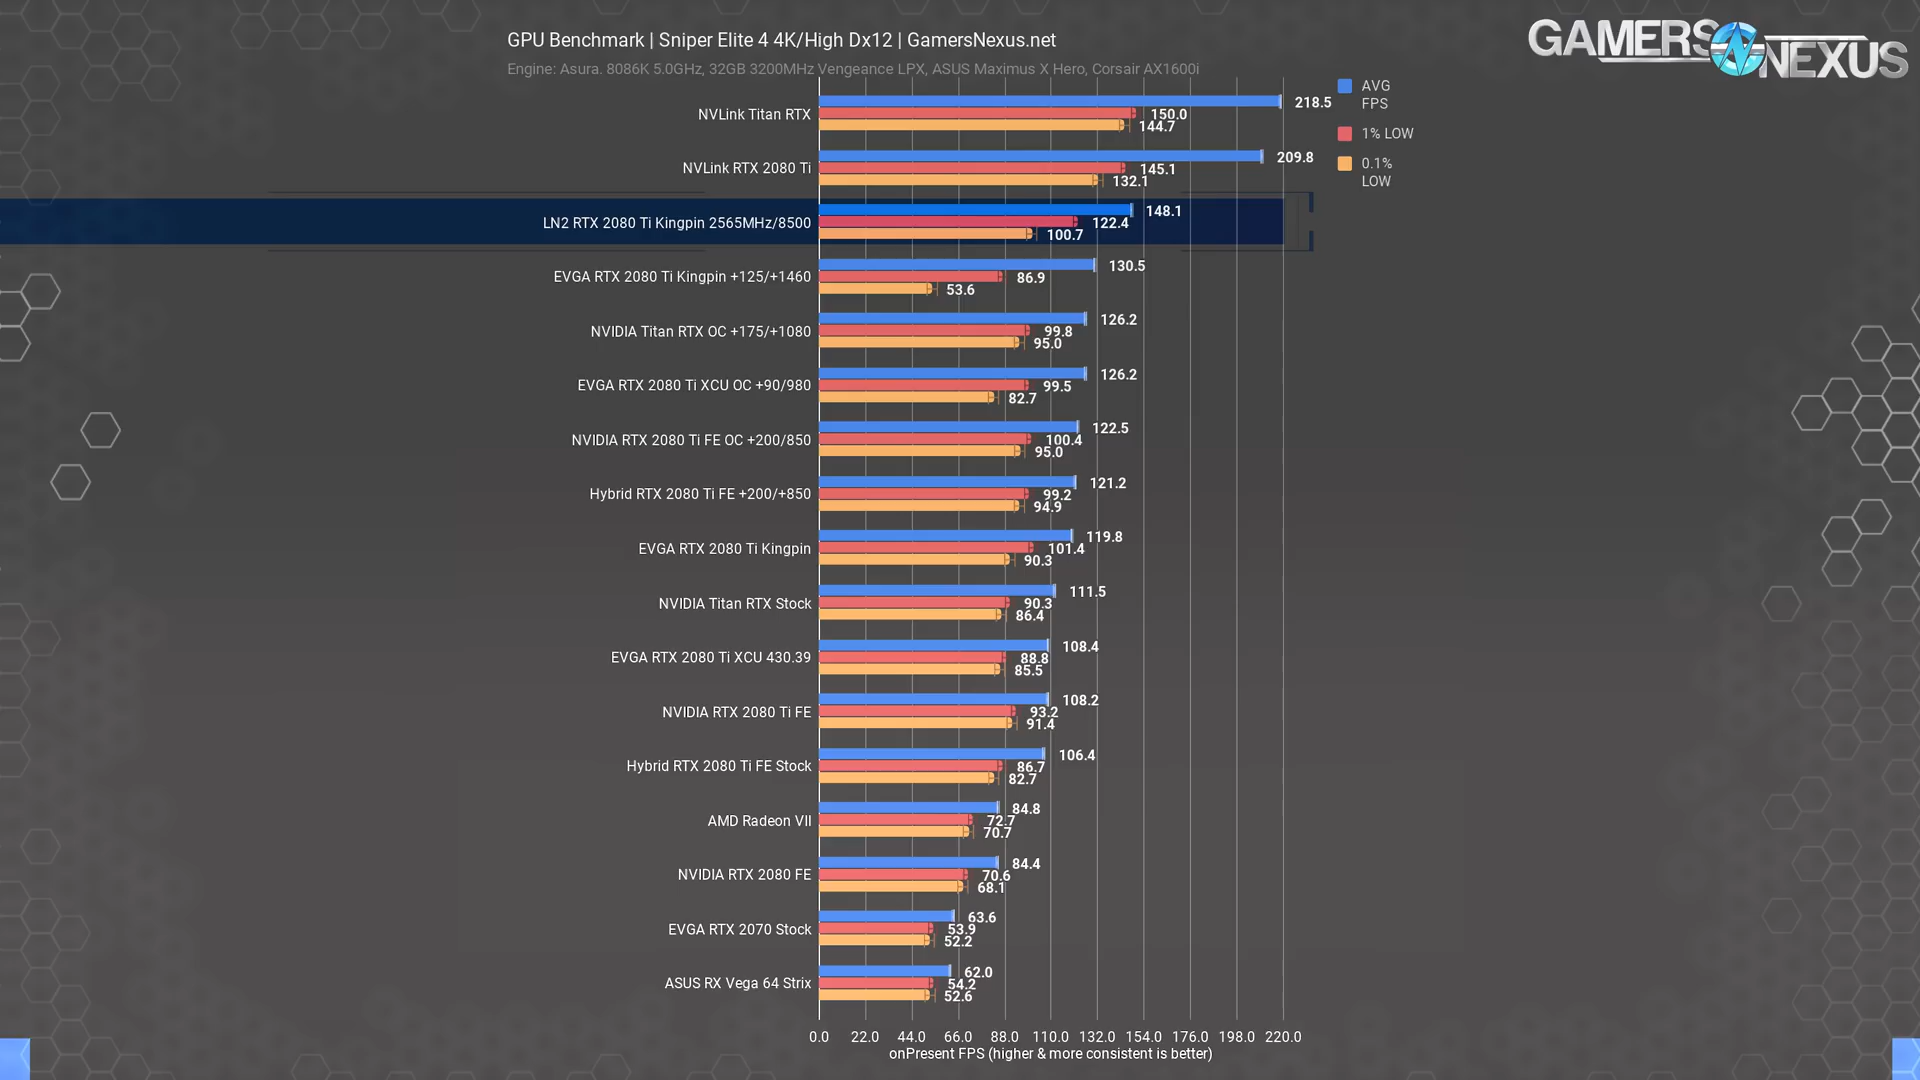 GPU Benchmark | Sniper Elite 4 4K/High Dx12 | GamersNexus.net
Engine: Asura. 8086K 5.0GHz, 32GB 3200MHz Vengeance LPX, ASUS Maximus X Hero, Corsair AX1600i
GAMERS NEXUS
AVG
FPS
1% LOW
0.1%
LOW
NVLink Titan RTX
218.5
150.0
144.7
NVLink RTX 2080 Ti
209.8
145.1
132.1
LN2 RTX 2080 Ti Kingpin 2565MHz/8500
148.1
122.4
100.7
EVGA RTX 2080 Ti Kingpin +125/+1460
130.5
86.9
53.6
NVIDIA Titan RTX OC +175/+1080
126.2
99.8
95.0
EVGA RTX 2080 Ti XCU OC +90/980
126.2
99.5
82.7
NVIDIA RTX 2080 Ti FE OC +200/850
122.5
100.4
95.0
Hybrid RTX 2080 Ti FE +200/+850
121.2
99.2
94.9
EVGA RTX 2080 Ti Kingpin
119.8
101.4
90.3
NVIDIA Titan RTX Stock
111.5
90.3
86.4
EVGA RTX 2080 Ti XCU 430.39
108.4
88.8
85.5
NVIDIA RTX 2080 Ti FE
108.2
93.2
91.4
Hybrid RTX 2080 Ti FE Stock
106.4
86.7
82.7
AMD Radeon VII
84.8
72.7
70.7
NVIDIA RTX 2080 FE
84.4
70.6
68.1
EVGA RTX 2070 Stock
63.6
53.9
52.2
ASUS RX Vega 64 Strix
62.0
54.2
52.6
0.0 22.0 44.0 66.0 88.0 110.0 132.0 154.0 176.0 198.0 220.0
onPresent FPS (higher & more consistent is better)